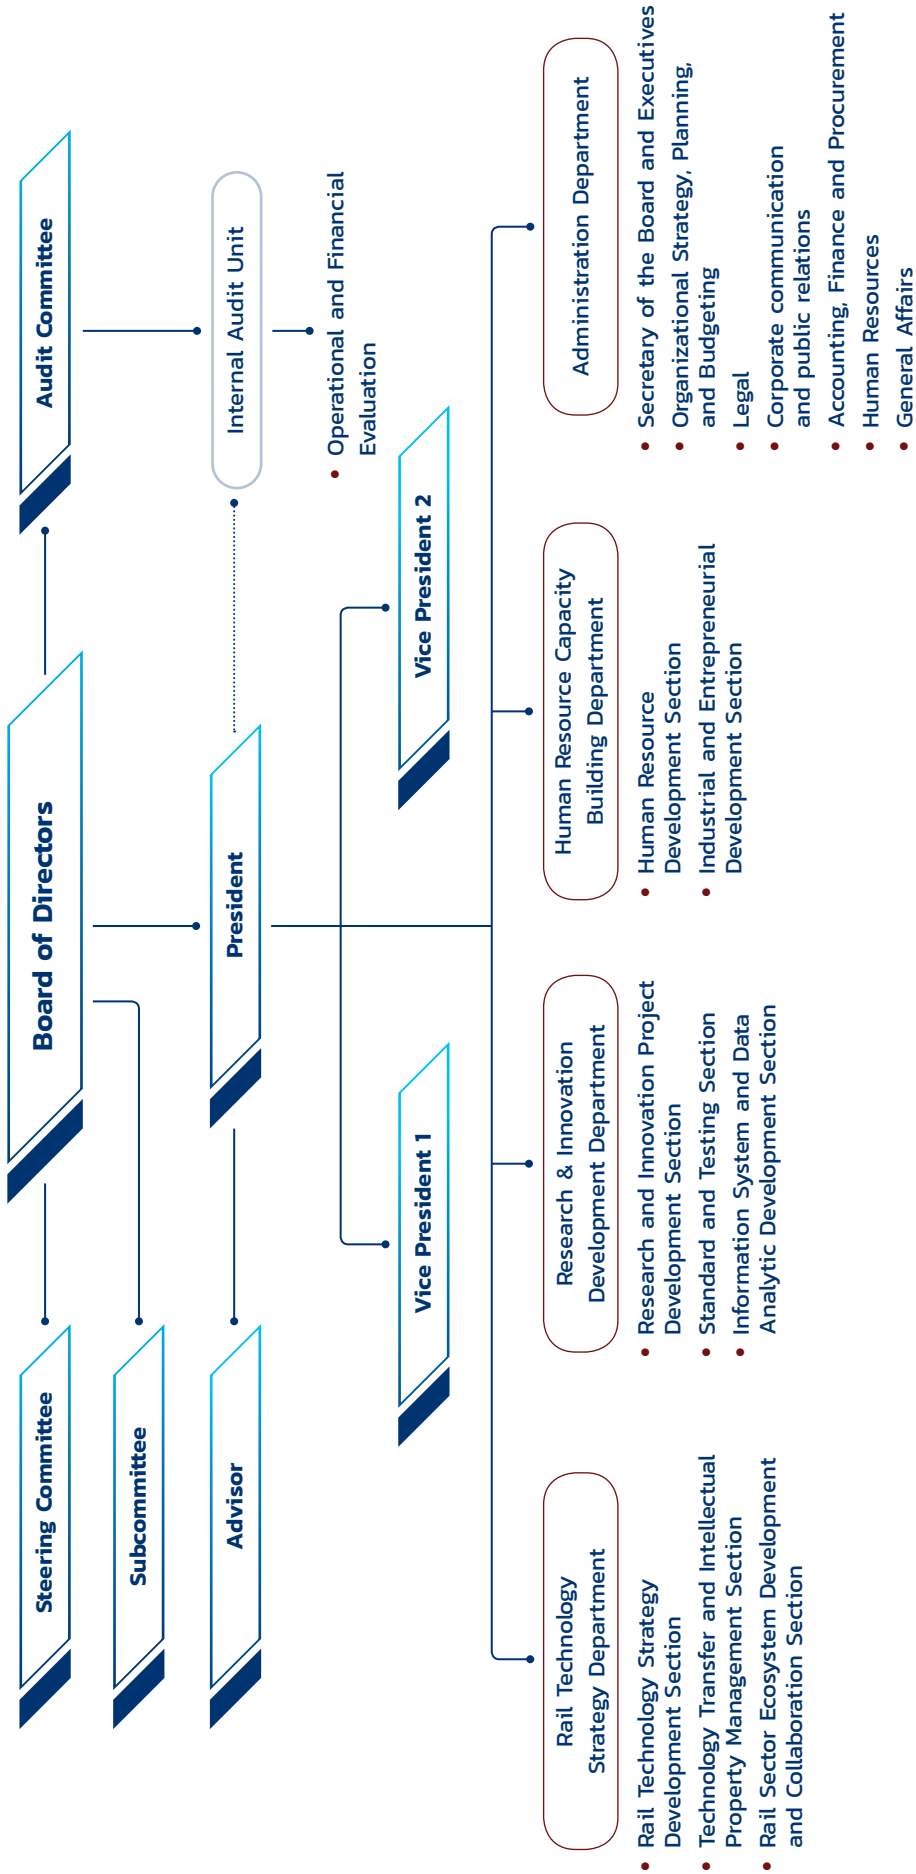 Board of Directors
Steering Committee
Audit Committee
Subcommittee
Advisor
President
Internal Audit Unit
• Operational and Financial
Evaluation
Vice President 1
Vice President 2
Rail Technology
Strategy Department
• Rail Technology Strategy
Development Section
• Technology Transfer and Intellectual
Property Management Section
• Rail Sector Ecosystem Development
and Collaboration Section
Research & Innovation
Development Department
• Research and Innovation Project
Development Section
• Standard and Testing Section
• Information System and Data
Analytic Development Section
Human Resource Capacity
Building Department
• Human Resource
Development Section
• Industrial and Entrepreneurial
Development Section
Administration Department
• Secretary of the Board and Executives
• Organizational Strategy, Planning,
and Budgeting
• Legal
• Corporate communication
and public relations
• Accounting, Finance and Procurement
• Human Resources
• General Affairs